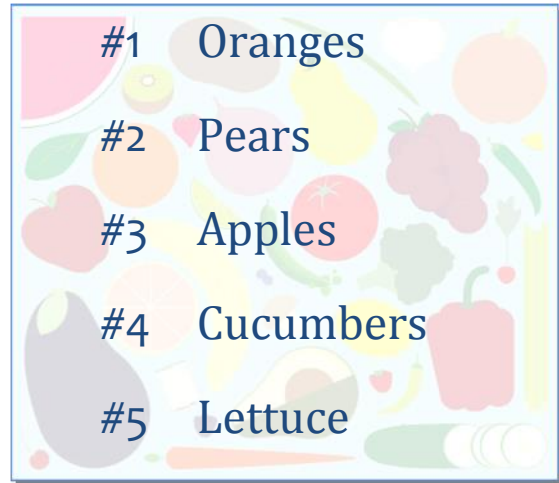 #1 Oranges
#2 Pears
#3 Apples
#4 Cucumbers
#5 Lettuce